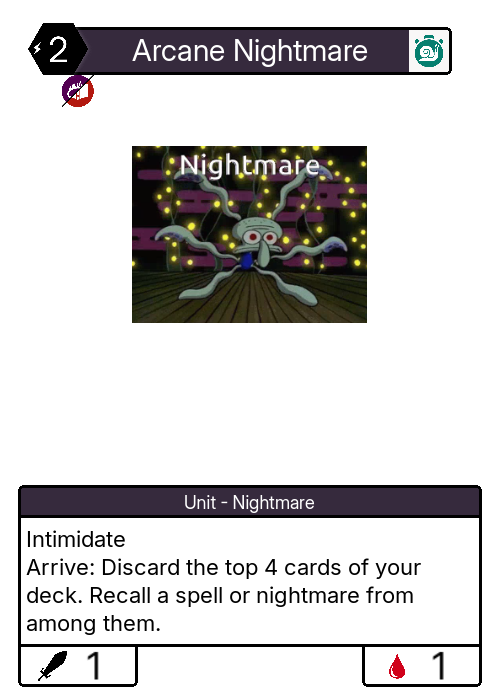 2
Arcane Nightmare
Nightmare
Unit - Nightmare
Intimidate
Arrive: Discard the top 4 cards of your
deck. Recall a spell or nightmare from
among them.
1
1